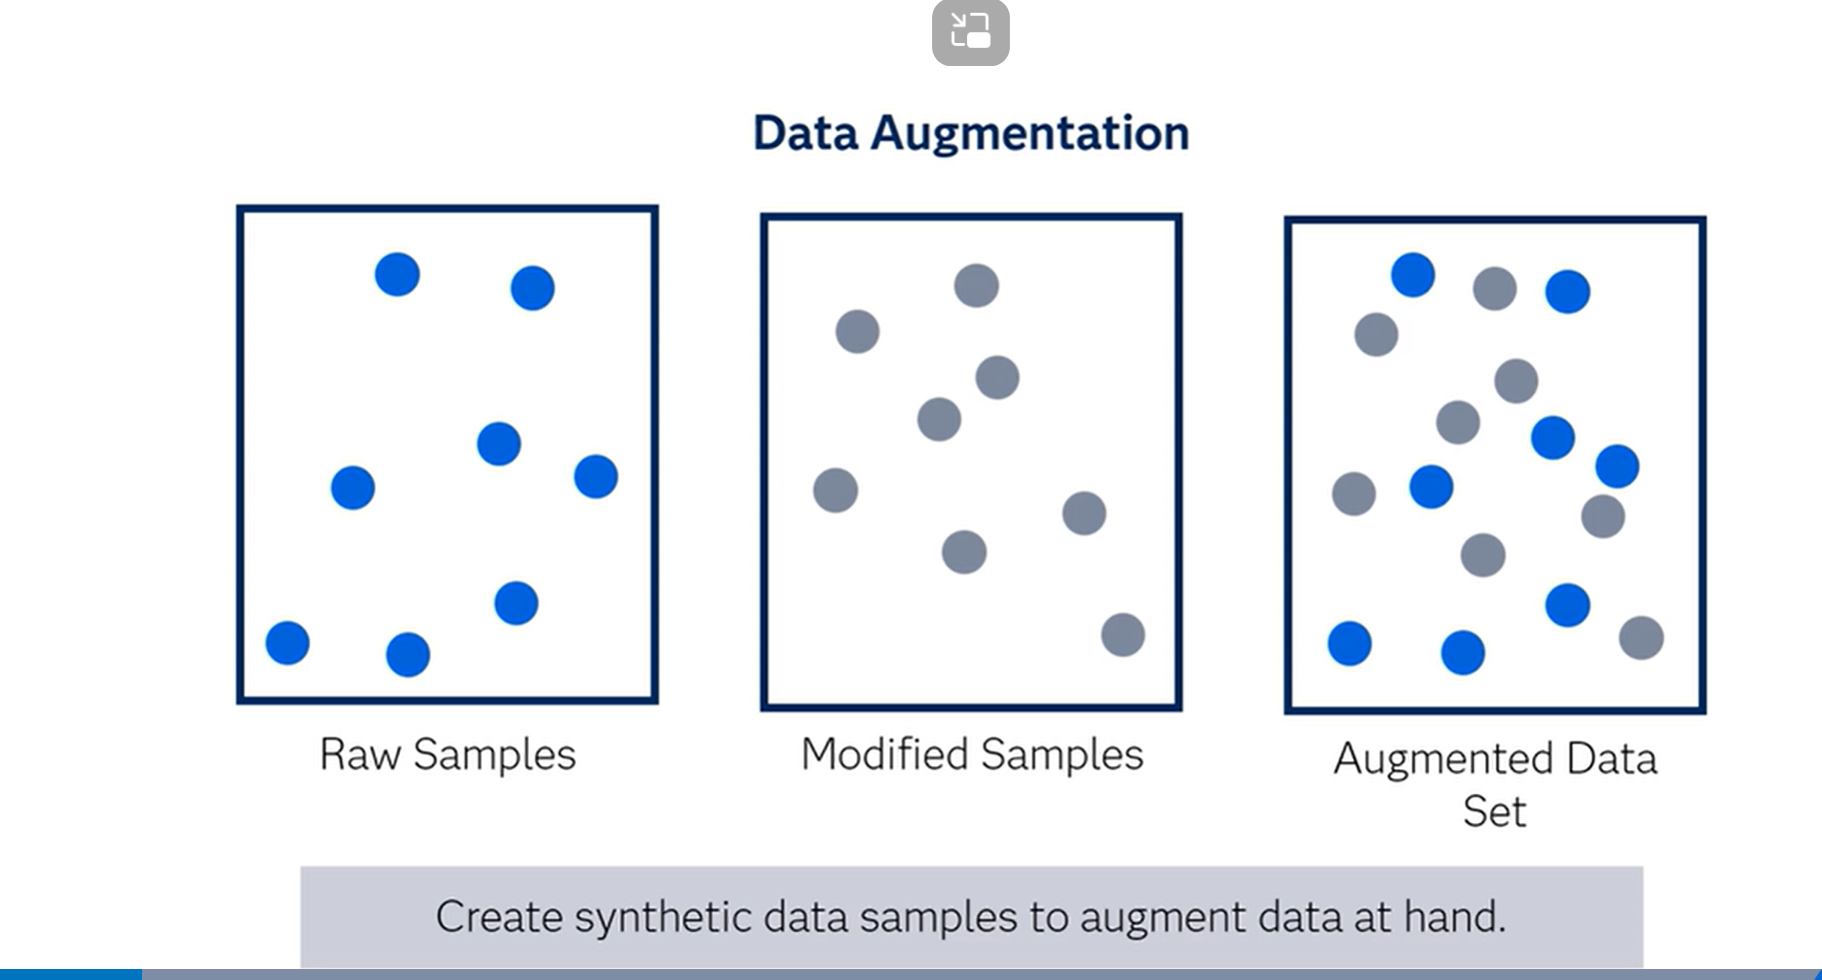 Data Augmentation
Raw Samples
Modified Samples
Augmented Data
Set
Create synthetic data samples to augment data at hand.